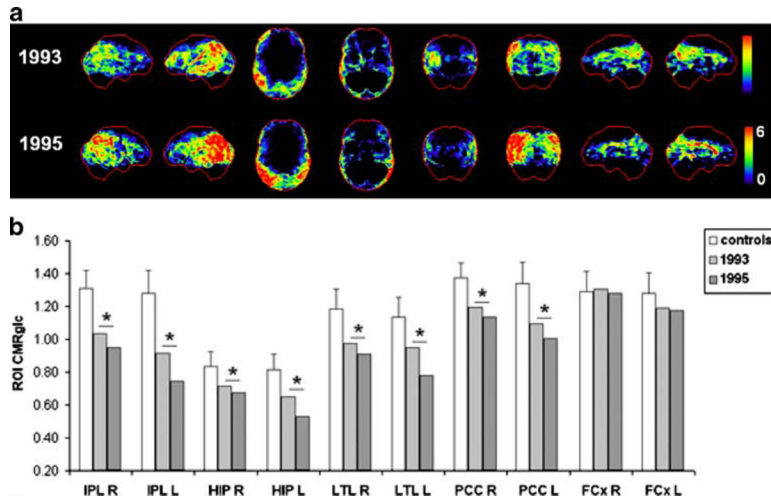 a
1993
1995
6
0
b
controls
1993
1995
ROI CMRglc
1.60
1.40
1.20
1.00
0.80
0.60
0.40
0.20
* * * * * * * *
IPL R IPL L HIP R HIP L LTL R LTL L PCC R PCC L FCx R FCx L